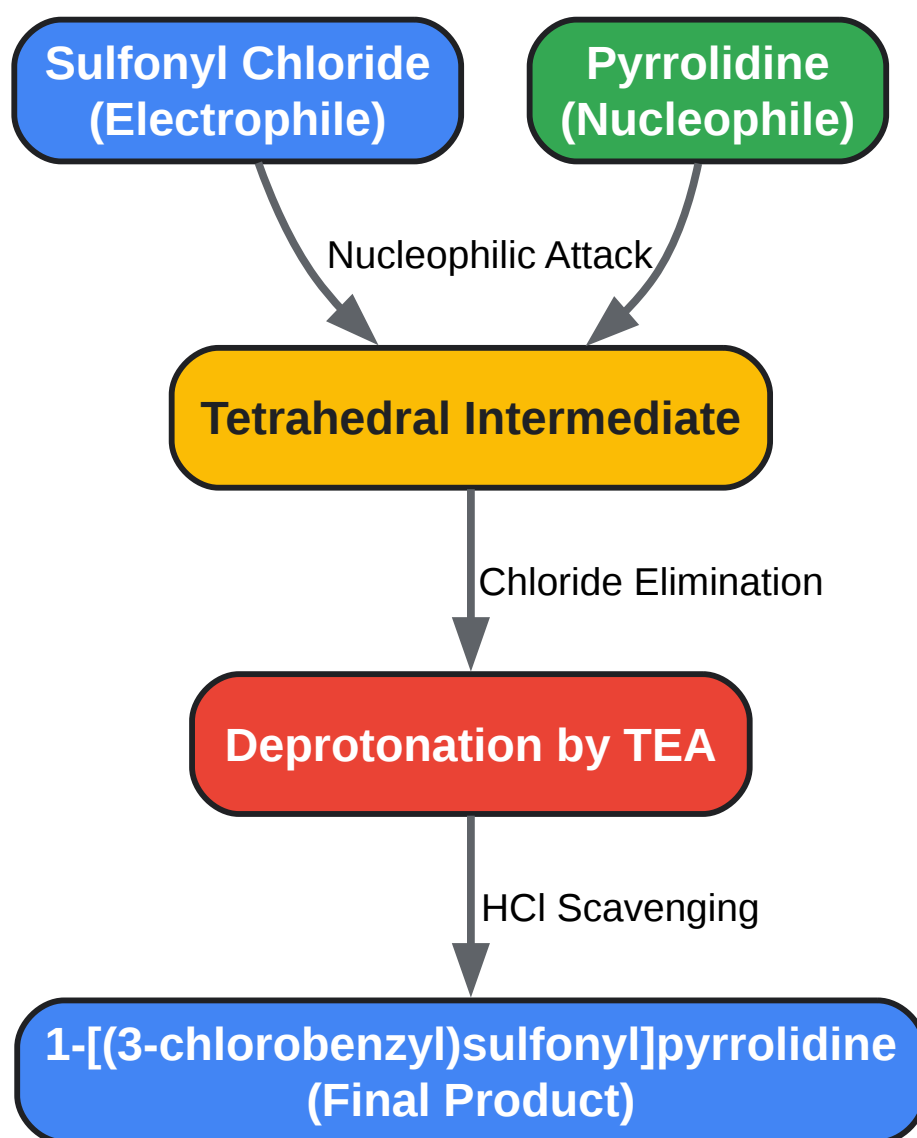 Sulfonyl Chloride
(Electrophile)
Pyrrolidine
(Nucleophile)
Nucleophilic Attack
Tetrahedral Intermediate
Chloride Elimination
Deprotonation by TEA
HCl Scavenging
1-[(3-chlorobenzyl)sulfonyl]pyrrolidine
(Final Product)